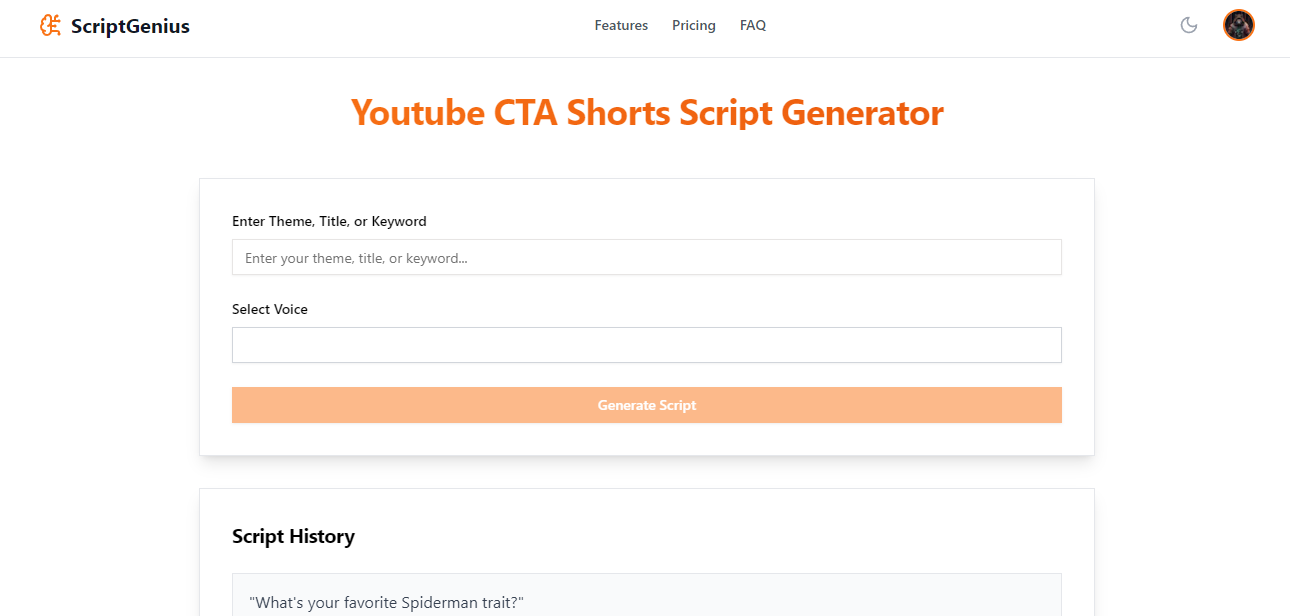 ScriptGenius
Features Pricing FAQ
Youtube CTA Shorts Script Generator
Enter Theme, Title, or Keyword
Enter your theme, title, or keyword...
Select Voice
Generate Script
Script History
"What's your favorite Spiderman trait?"